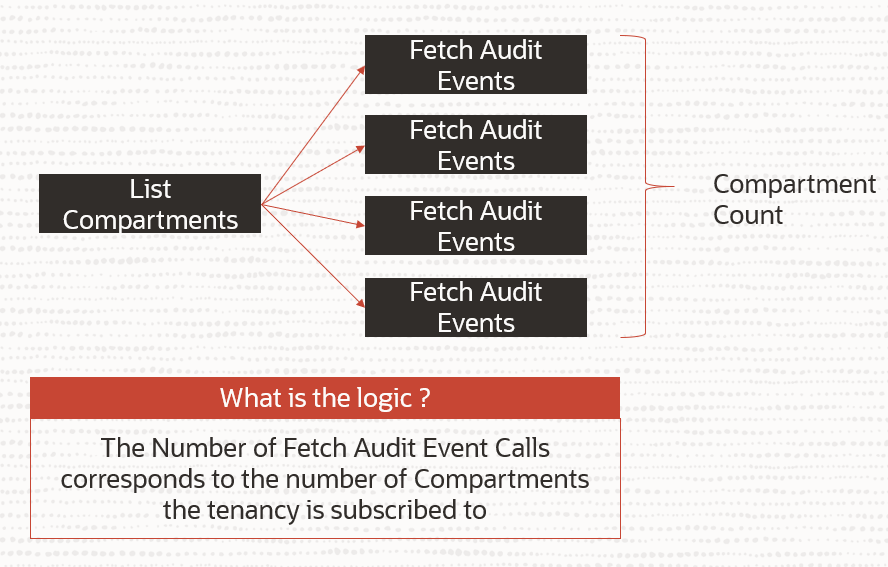 Fetch Audit
Events
Fetch Audit
Events
List
Compartments
Fetch Audit
Events
Fetch Audit
Events
Compartment
Count
What is the logic ?
The Number of Fetch Audit Event Calls
corresponds to the number of Compartments
the tenancy is subscribed to